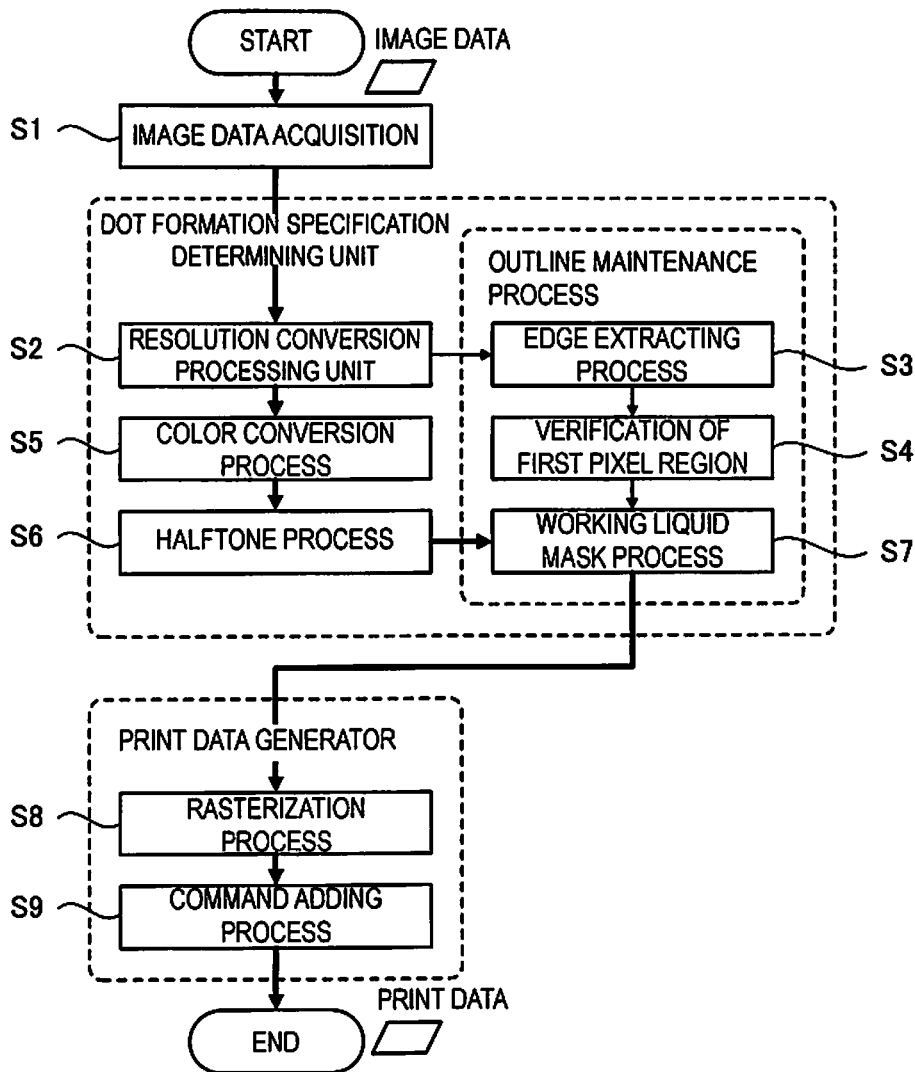 START
IMAGE DATA
S1
IMAGE DATA ACQUISITION
DOT FORMATION SPECIFICATION
DETERMINING UNIT
OUTLINE MAINTENANCE
PROCESS
S2
RESOLUTION CONVERSION
PROCESSING UNIT
EDGE EXTRACTING
PROCESS
S3
S5
COLOR CONVERSION
PROCESS
VERIFICATION OF
FIRST PIXEL REGION
S4
S6
HALFTONE PROCESS
WORKING LIQUID
MASK PROCESS
S7
PRINT DATA GENERATOR
S8
RASTERIZATION
PROCESS
S9
COMMAND ADDING
PROCESS
PRINT DATA
END